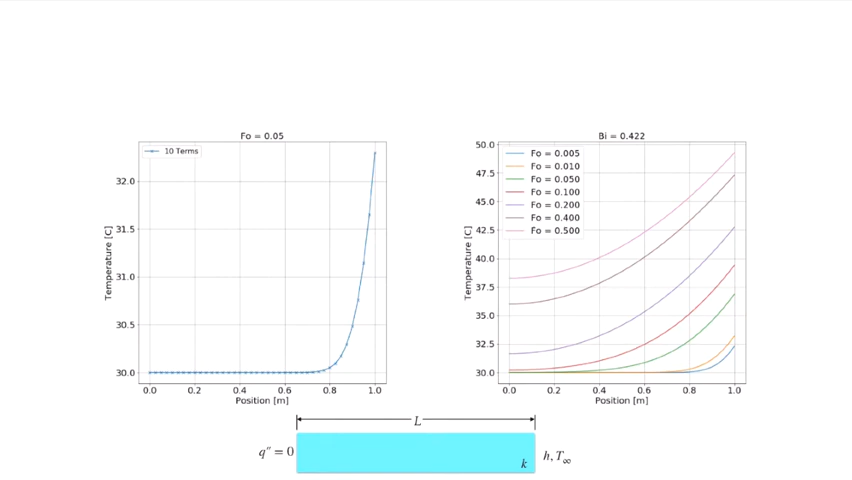 Fo = 0.05
10 Terms
32.0
31.5
31.0
30.5
30.0
Temperature [C]
0.0 0.2 0.4 0.6 0.8 1.0
Position [m]
Bi = 0.422
Fo = 0.005
Fo = 0.010
Fo = 0.050
Fo = 0.100
Fo = 0.200
Fo = 0.400
Fo = 0.500
50.0
47.5
45.0
42.5
40.0
37.5
35.0
32.5
30.0
Temperature [C]
0.0 0.2 0.4 0.6 0.8 1.0
Position [m]
L
q″ = 0
k
h, T∞